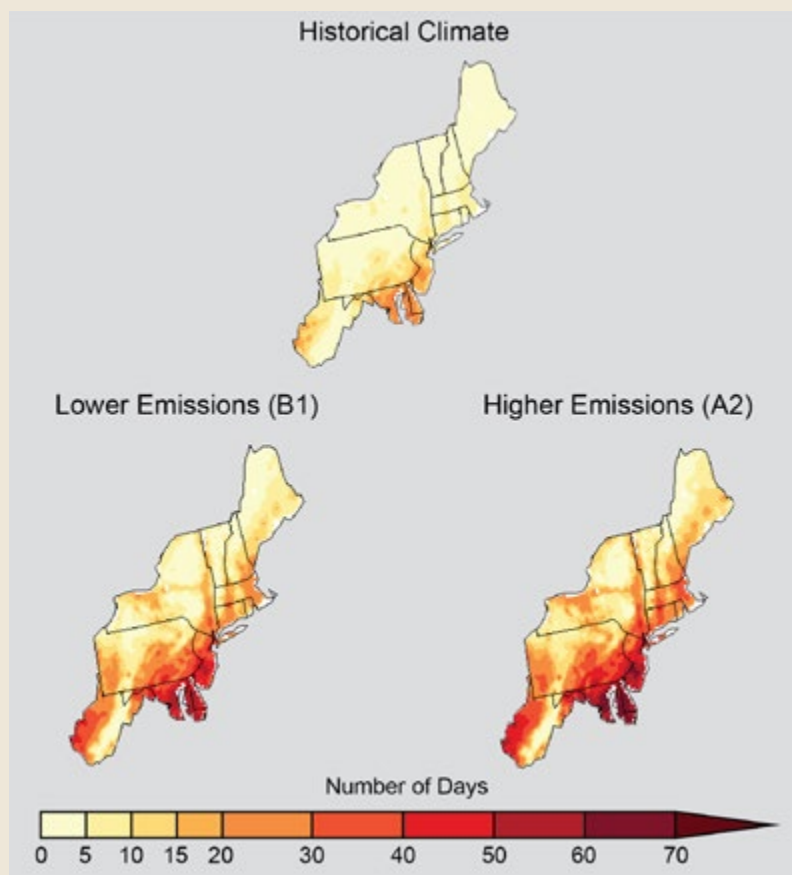 Historical Climate
Lower Emissions (B1)
Higher Emissions (A2)
Number of Days
0 5 10 15 20 30 40 50 60 70